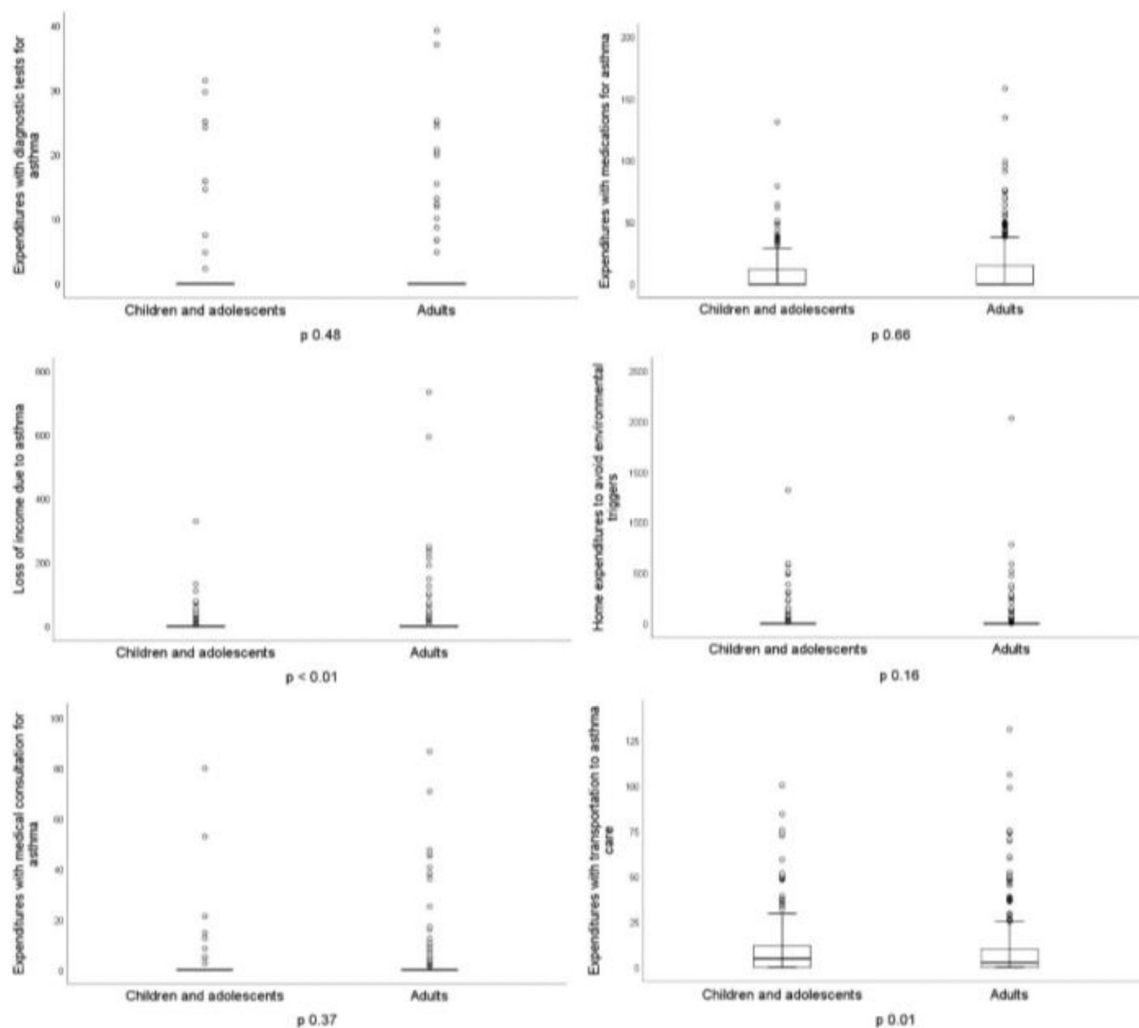 Expenditures with diagnostic tests for
asthma
40
30
20
10
0
Children and adolescents
Adults
p 0.48
Expenditures with medications for asthma
200
150
100
50
0
Children and adolescents
Adults
p 0.66
Loss of income due to asthma
800
600
400
200
0
Children and adolescents
Adults
p < 0.01
Home expenditures to avoid environmental
triggers
2500
2000
1500
1000
500
0
Children and adolescents
Adults
p 0.16
Expenditures with medical consultation for
asthma
100
80
60
40
20
0
Children and adolescents
Adults
p 0.37
Expenditures with transportation to asthma
care
125
100
75
50
25
0
Children and adolescents
Adults
p 0.01